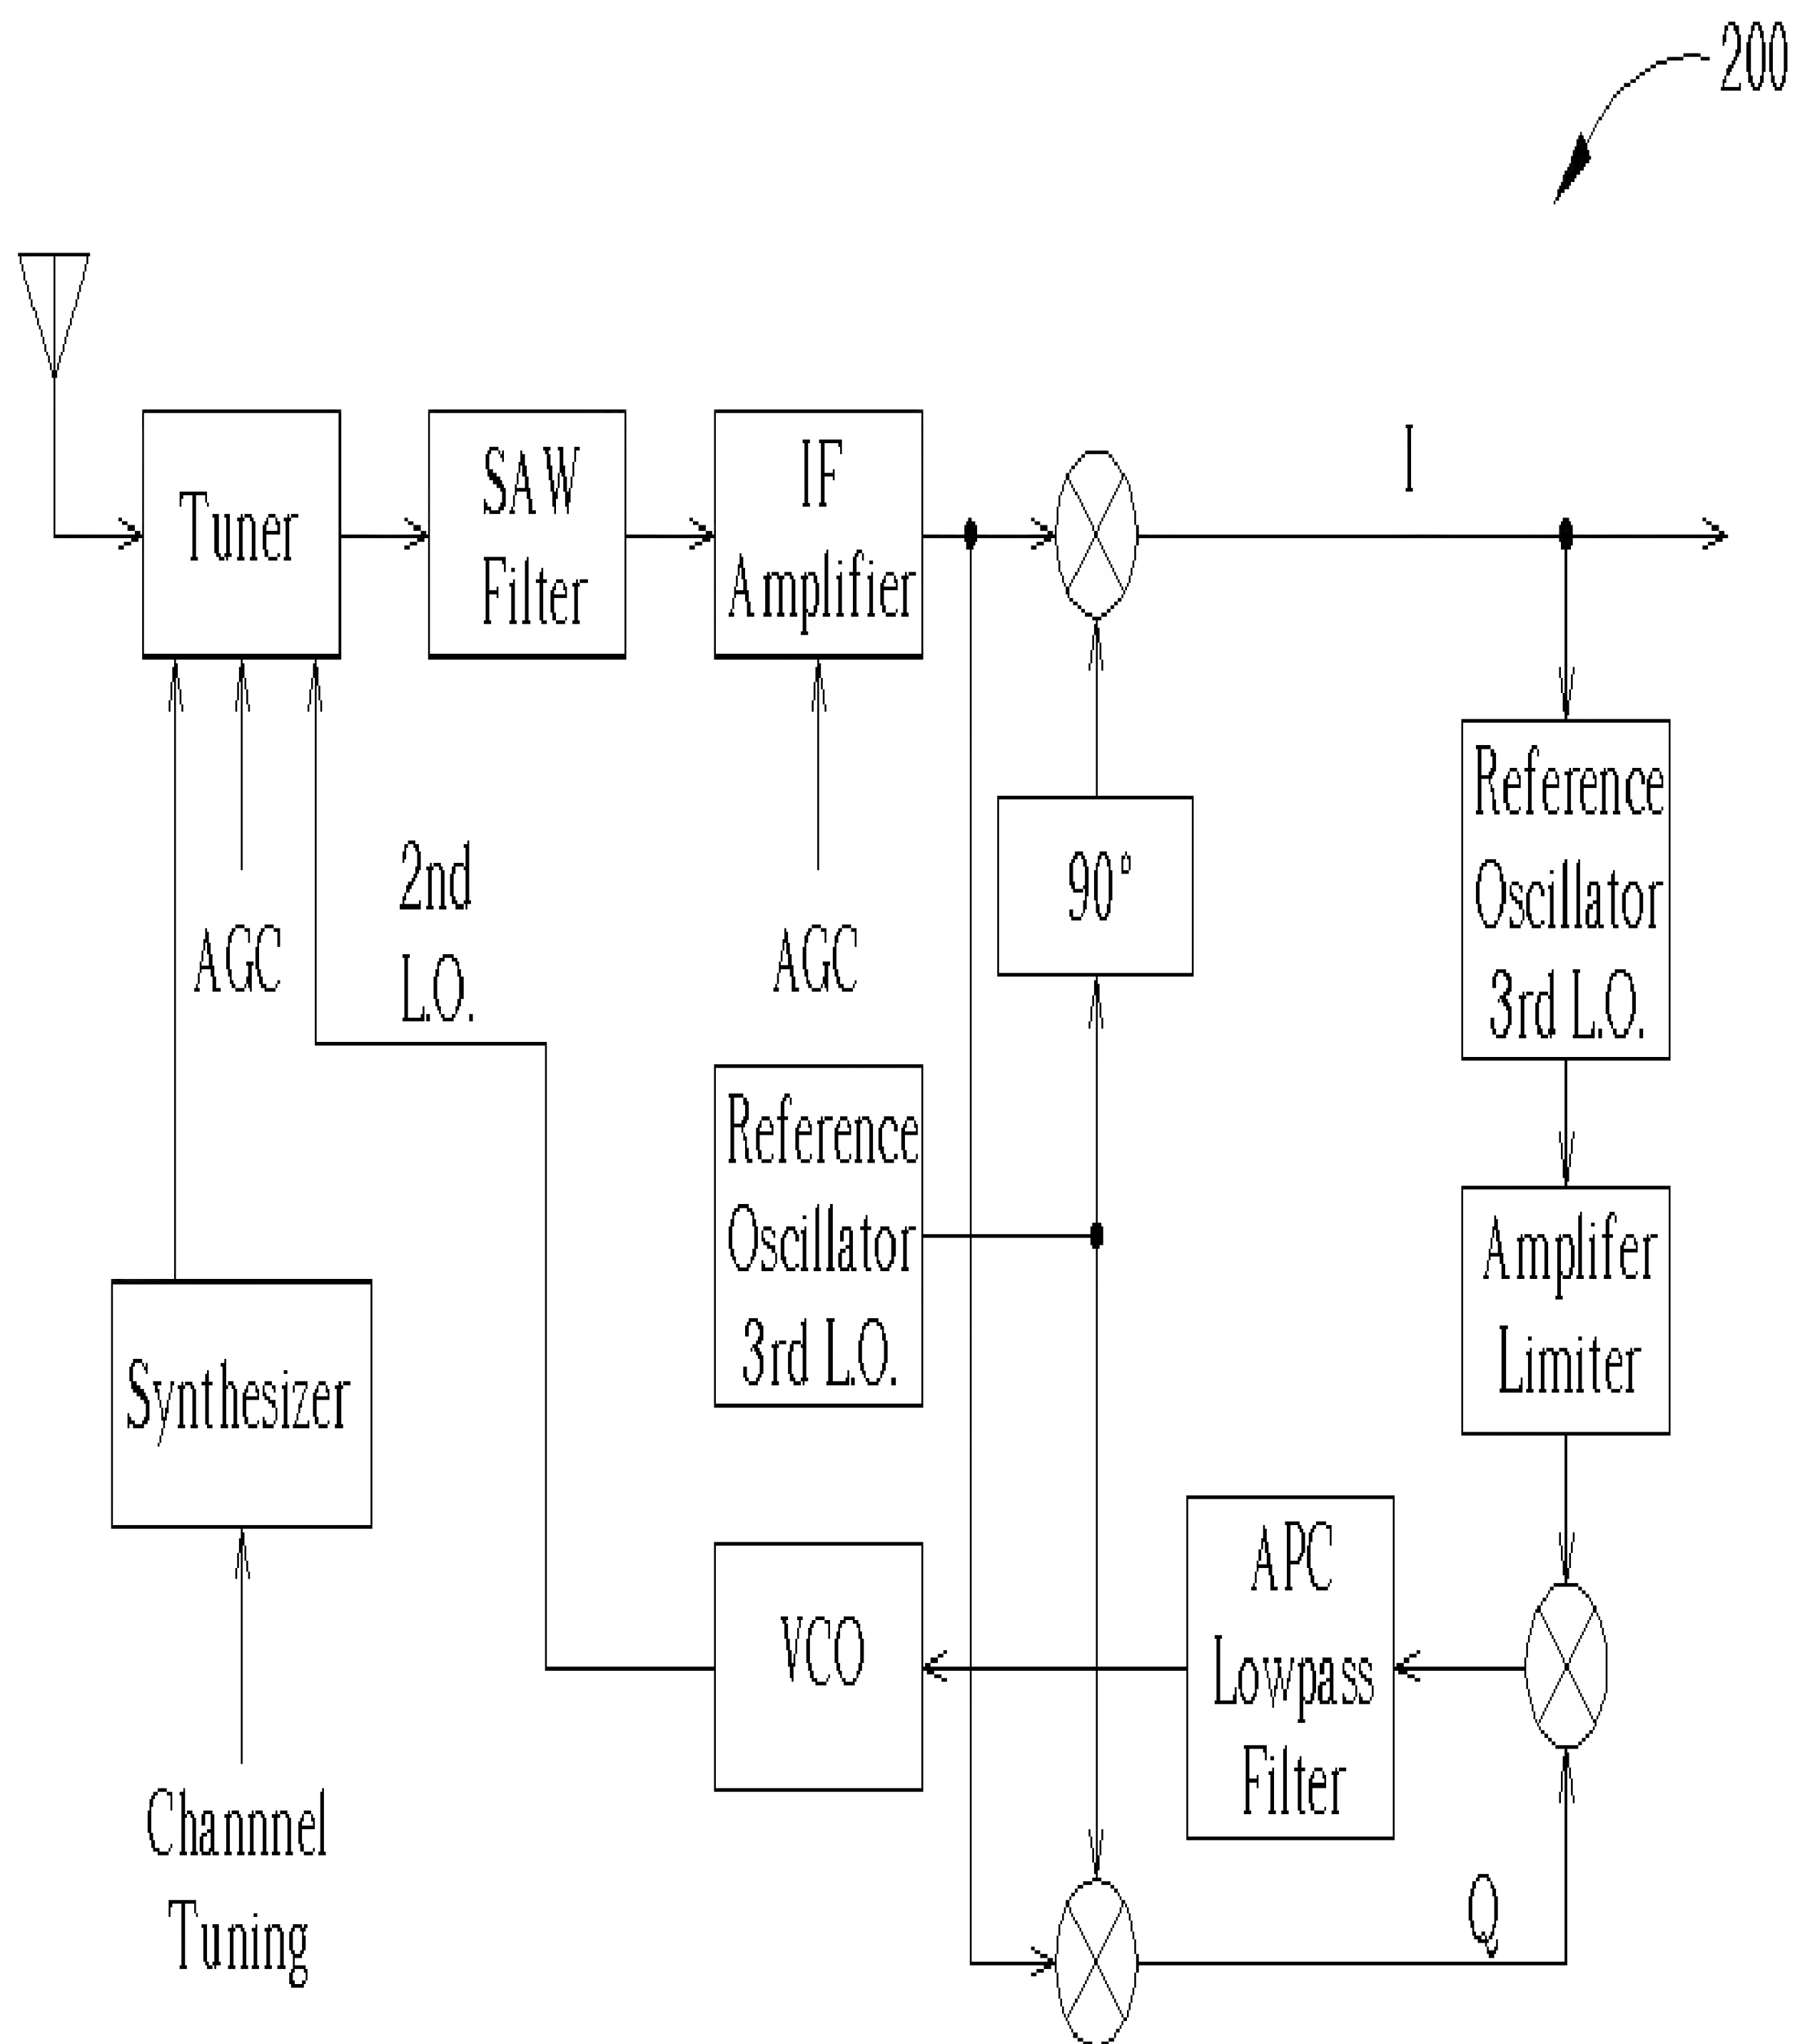 200
I
Tuner
SAW
Filter
IF
Amplifier
AGC
2nd
L.O.
AGC
90°
Reference
Oscillator
3rd L.O.
Reference
Oscillator
3rd L.O.
Amplifer
Limiter
Synthesizer
VCO
APC
Lowpass
Filter
Channnel
Tuning
Q